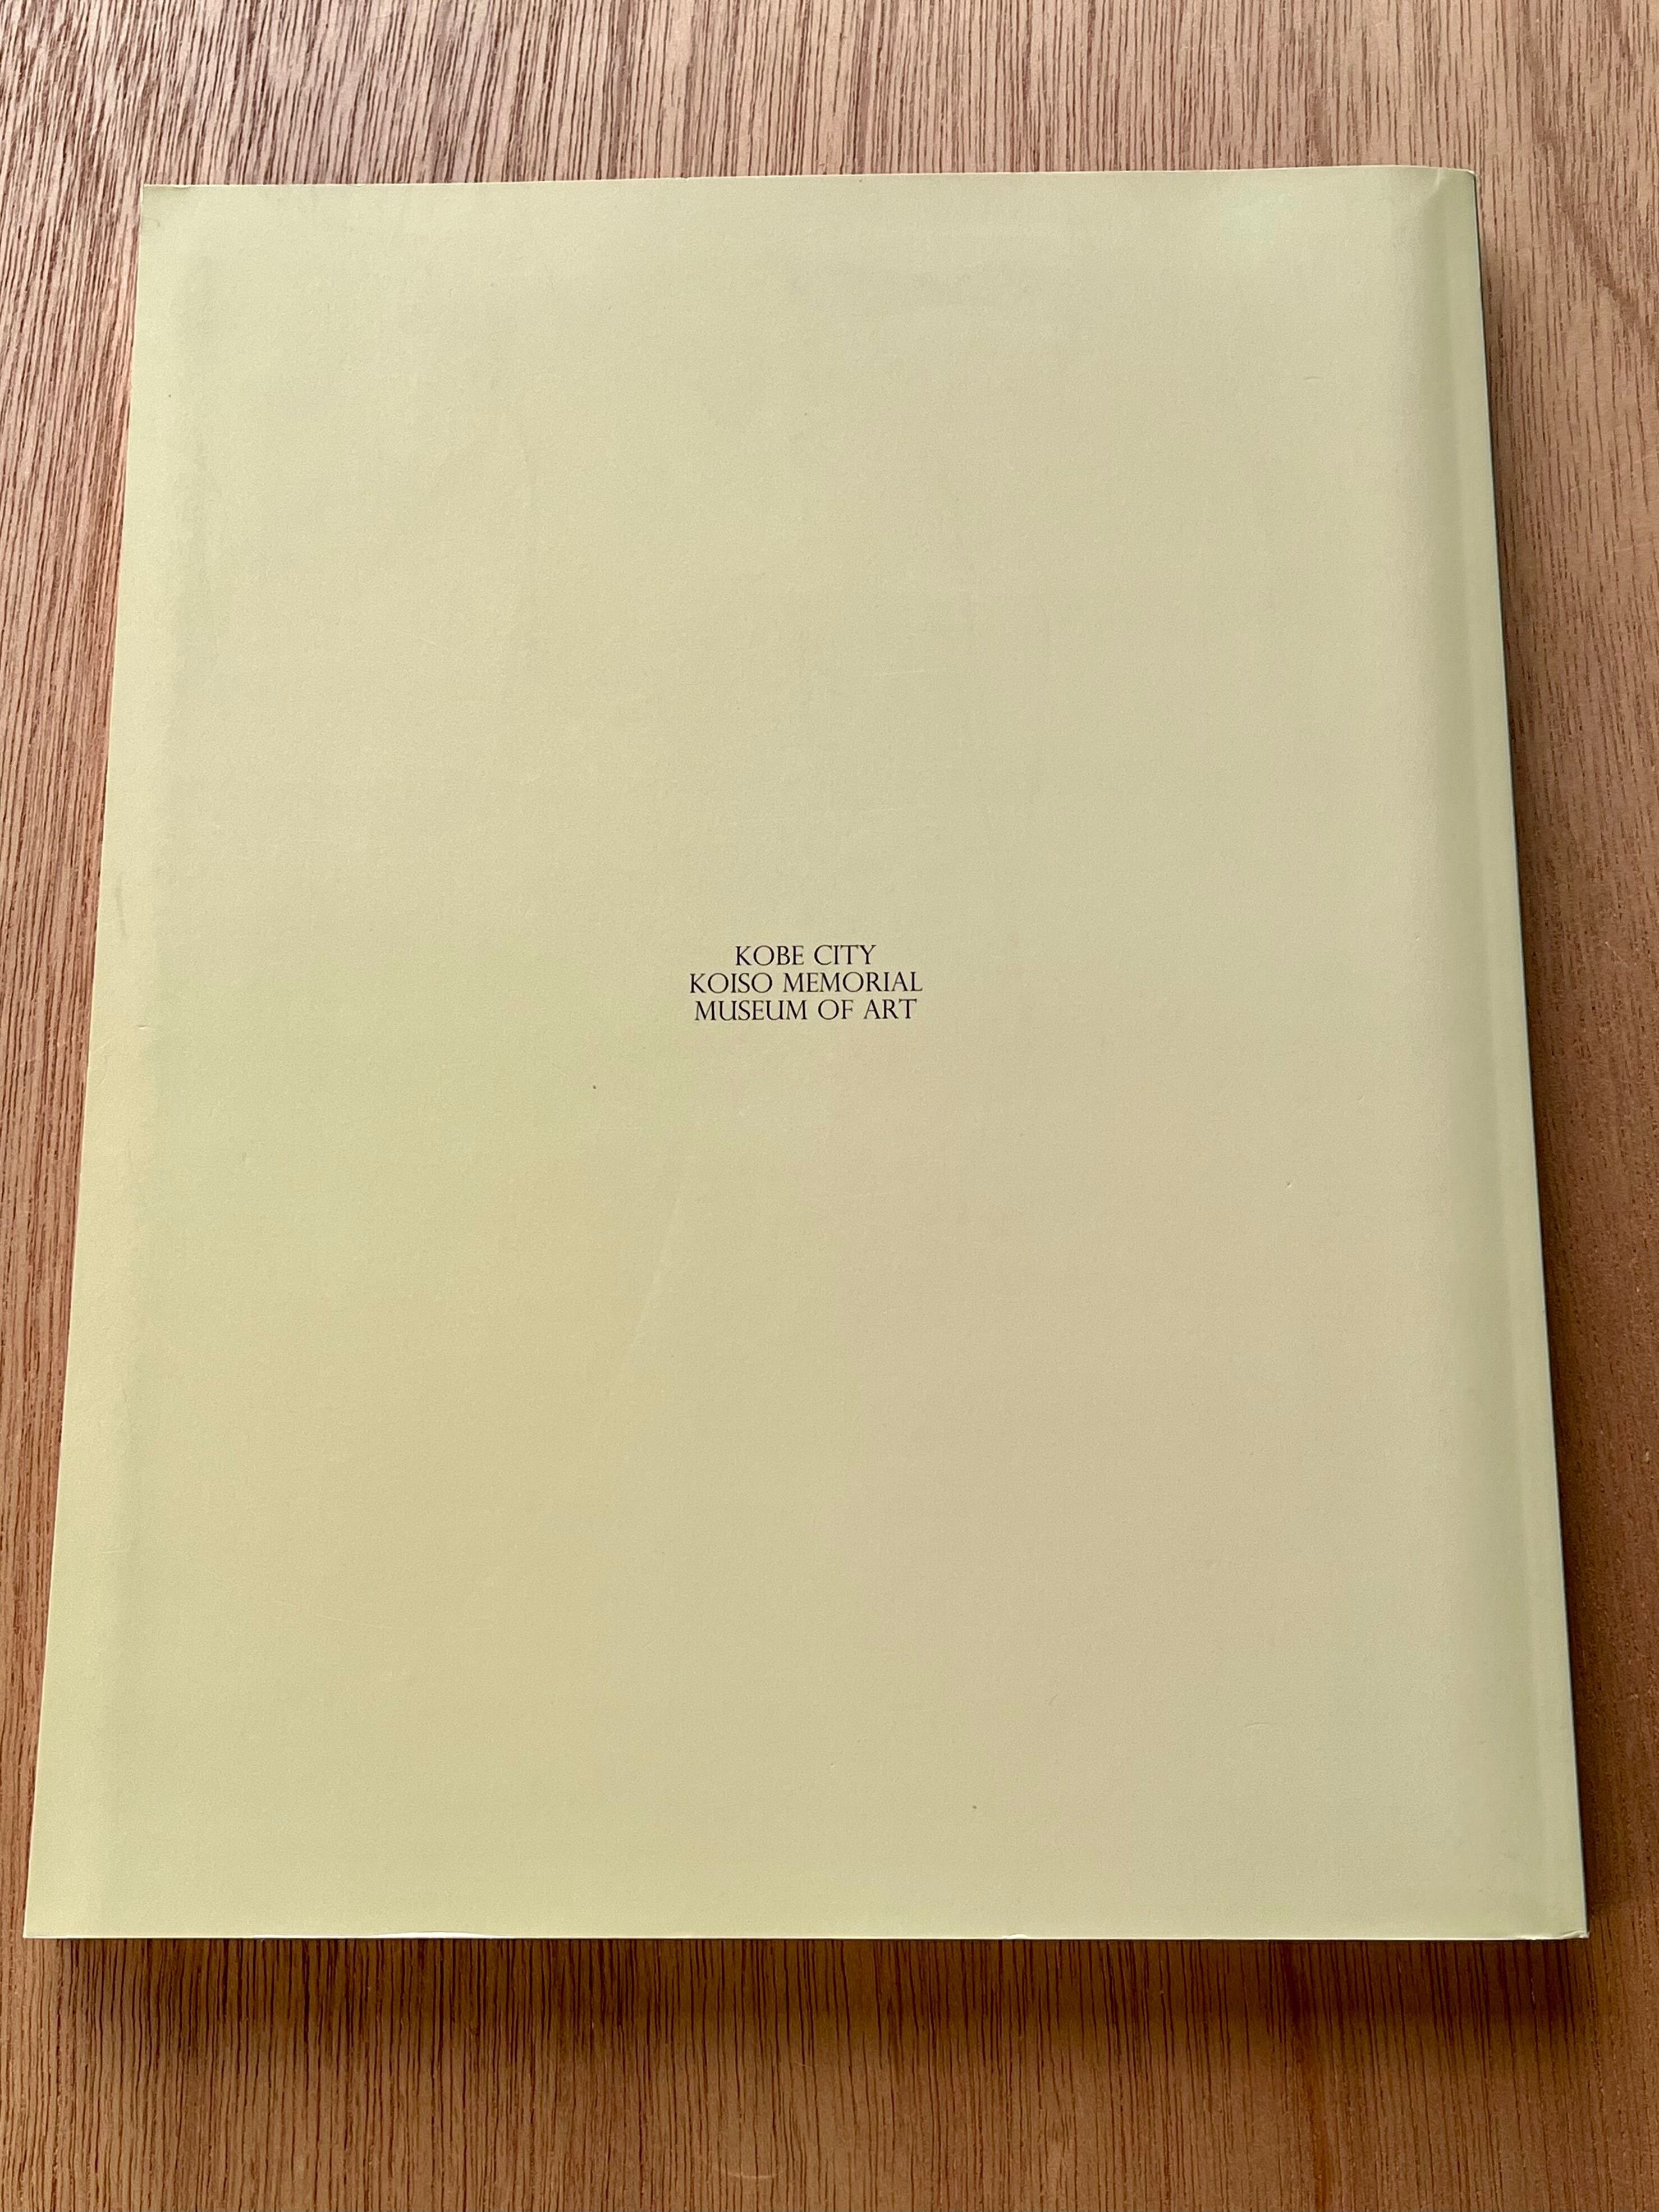 KOBE CITY
KOISO MEMORIAL
MUSEUM OF ART